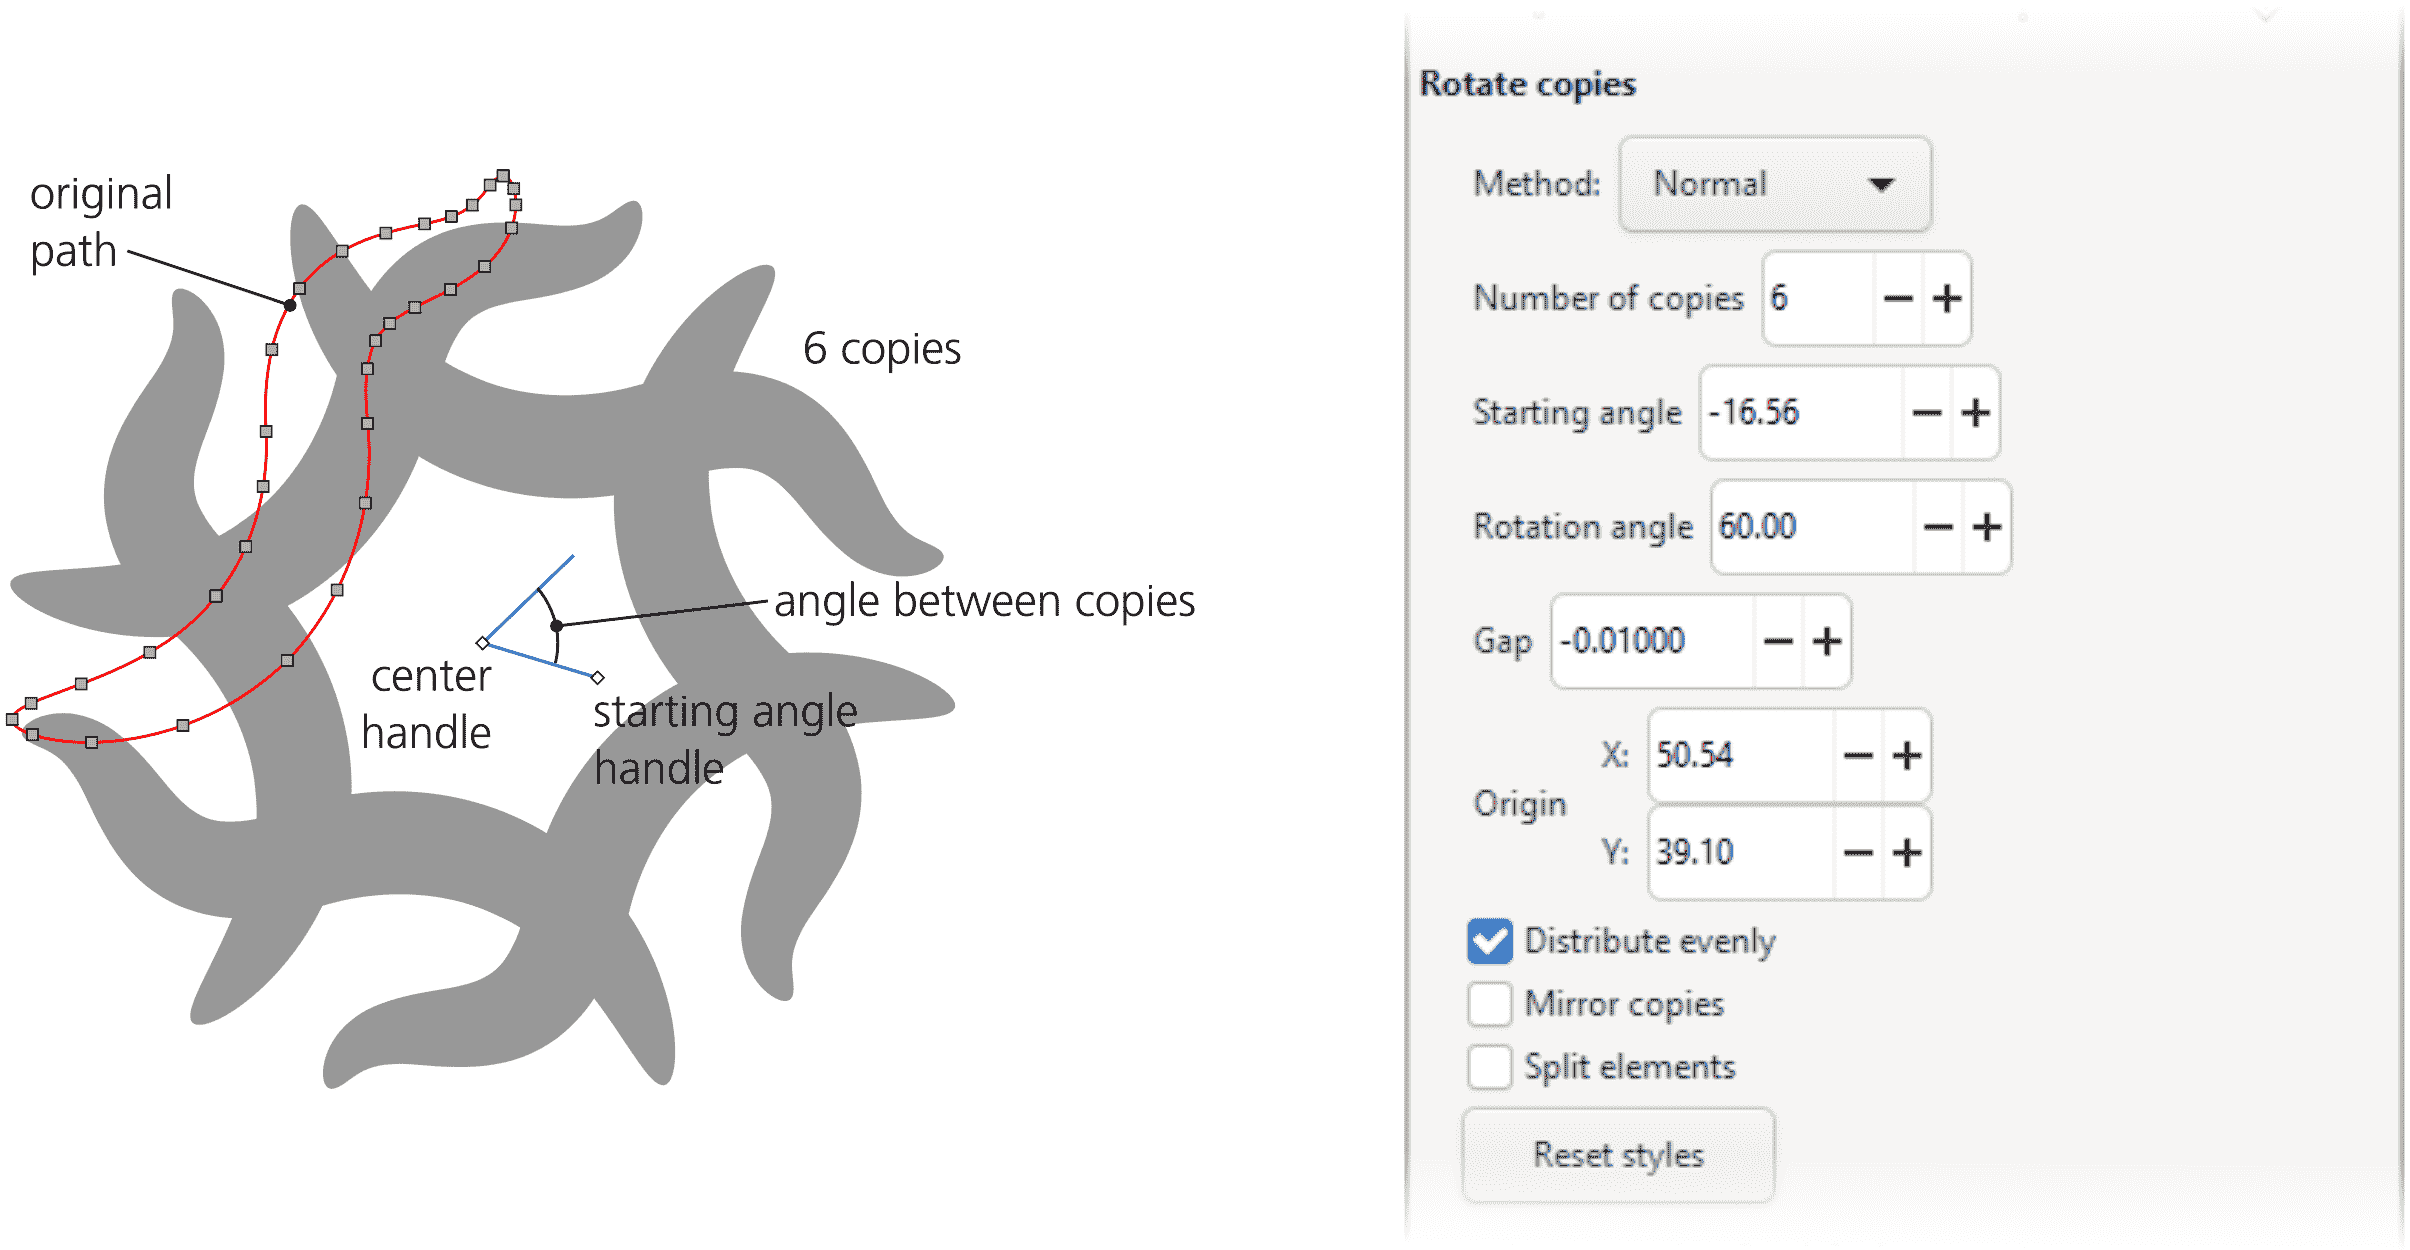 original
path
6 copies
angle between copies
center
handle
starting angle
handle
Rotate copies
Method: Normal
Number of copies 6 − +
Starting angle -16.56 − +
Rotation angle 60.00 − +
Gap -0.01000 − +
Origin
X: 50.54 − +
Y: 39.10 − +
Distribute evenly
Mirror copies
Split elements
Reset styles